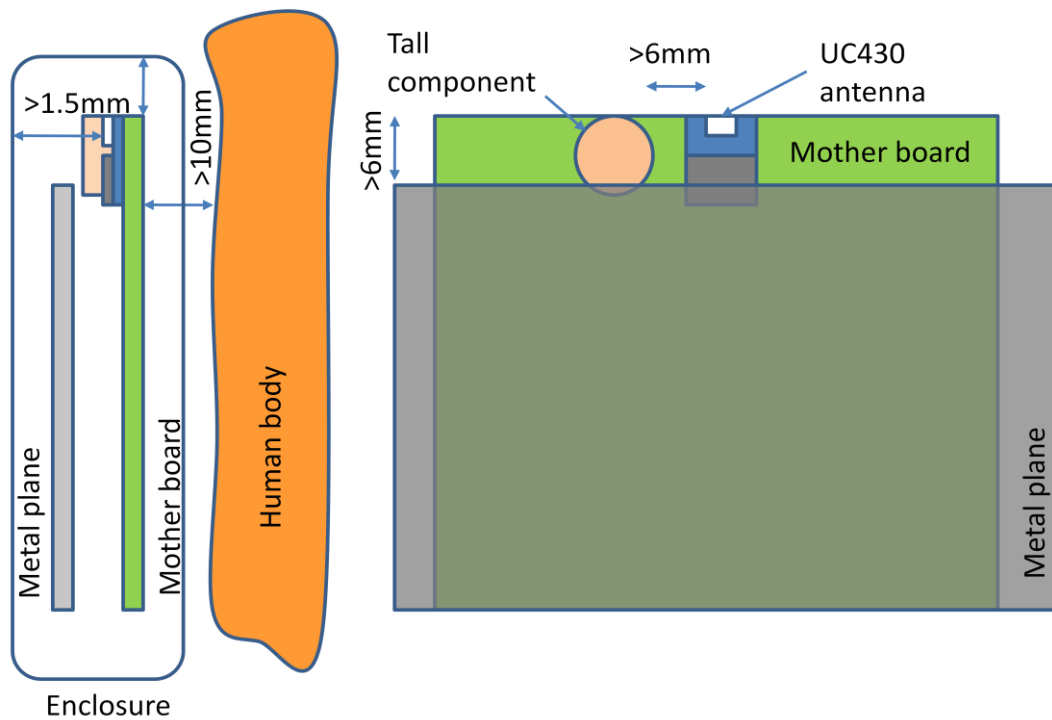 >1.5mm
>10mm
Metal plane
Mother board
Human body
Enclosure
Tall
component
>6mm
UC430
antenna
>6mm
Mother board
Metal plane